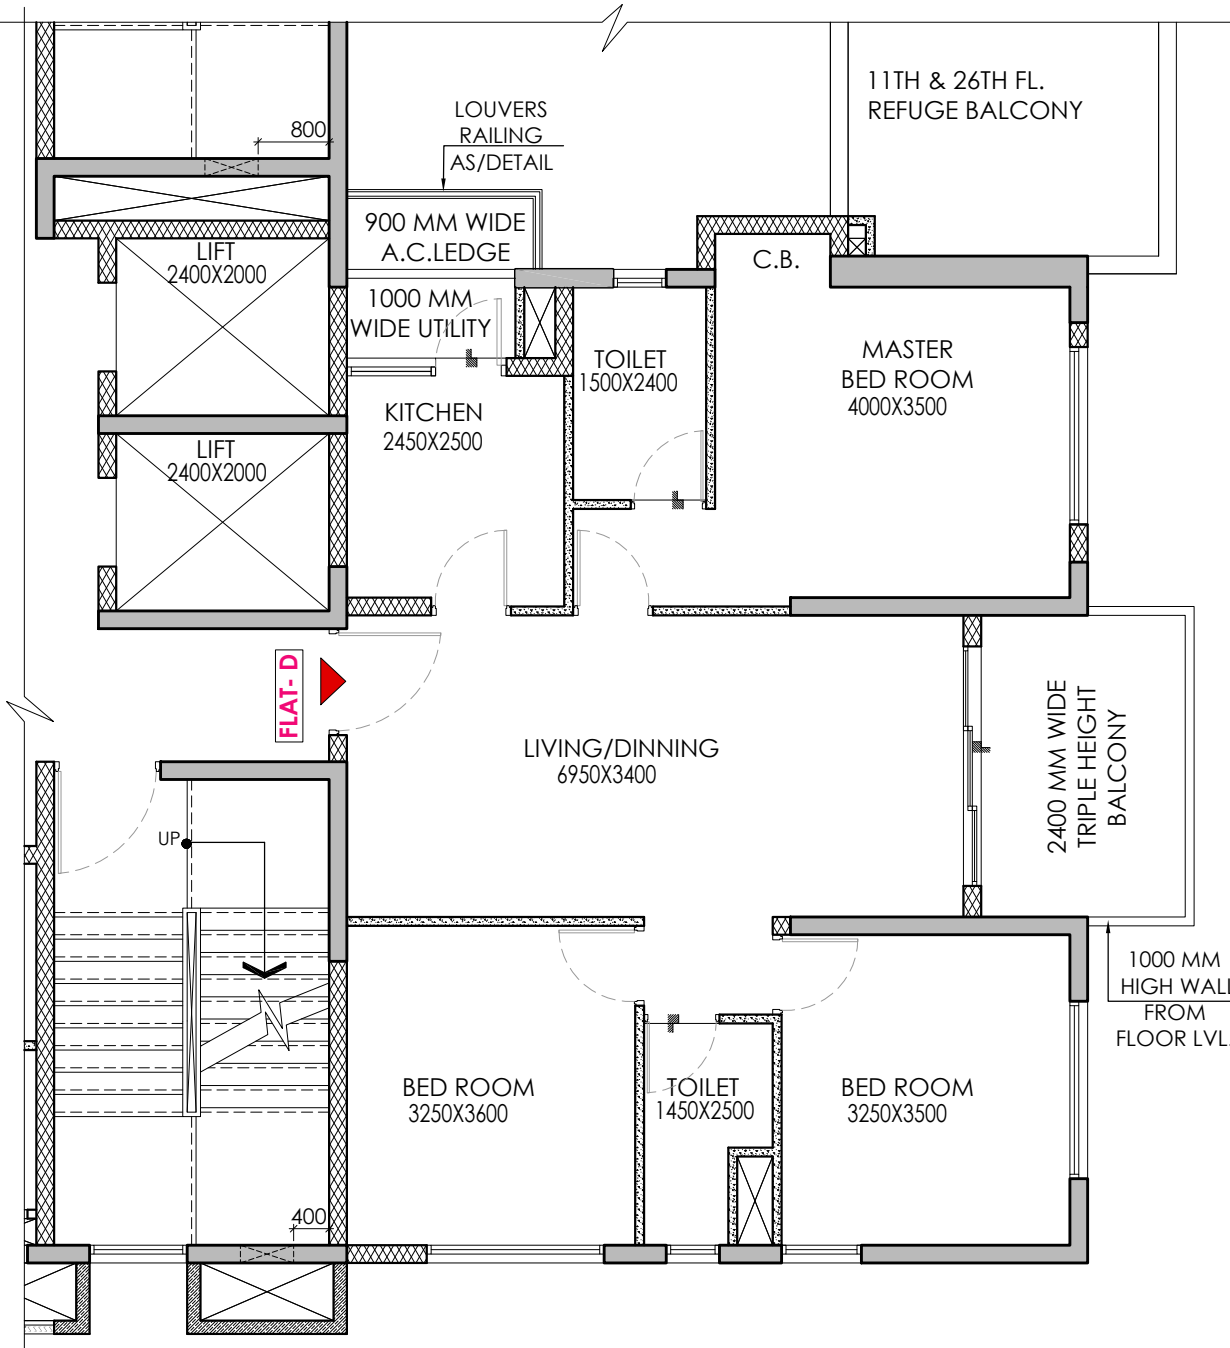 11TH & 26TH FL.
REFUGE BALCONY
LOUVERS
RAILING
AS/DETAIL
800
900 MM WIDE
A.C.LEDGE
C.B.
LIFT
2400X2000
1000 MM
WIDE UTILITY
TOILET
1500X2400
MASTER
BED ROOM
4000X3500
KITCHEN
2450X2500
LIFT
2400X2000
FLAT- D
LIVING/DINNING
6950X3400
2400 MM WIDE
TRIPLE HEIGHT
BALCONY
UP
1000 MM
HIGH WALL
FROM
FLOOR LVL.
BED ROOM
3250X3600
TOILET
1450X2500
BED ROOM
3250X3500
400